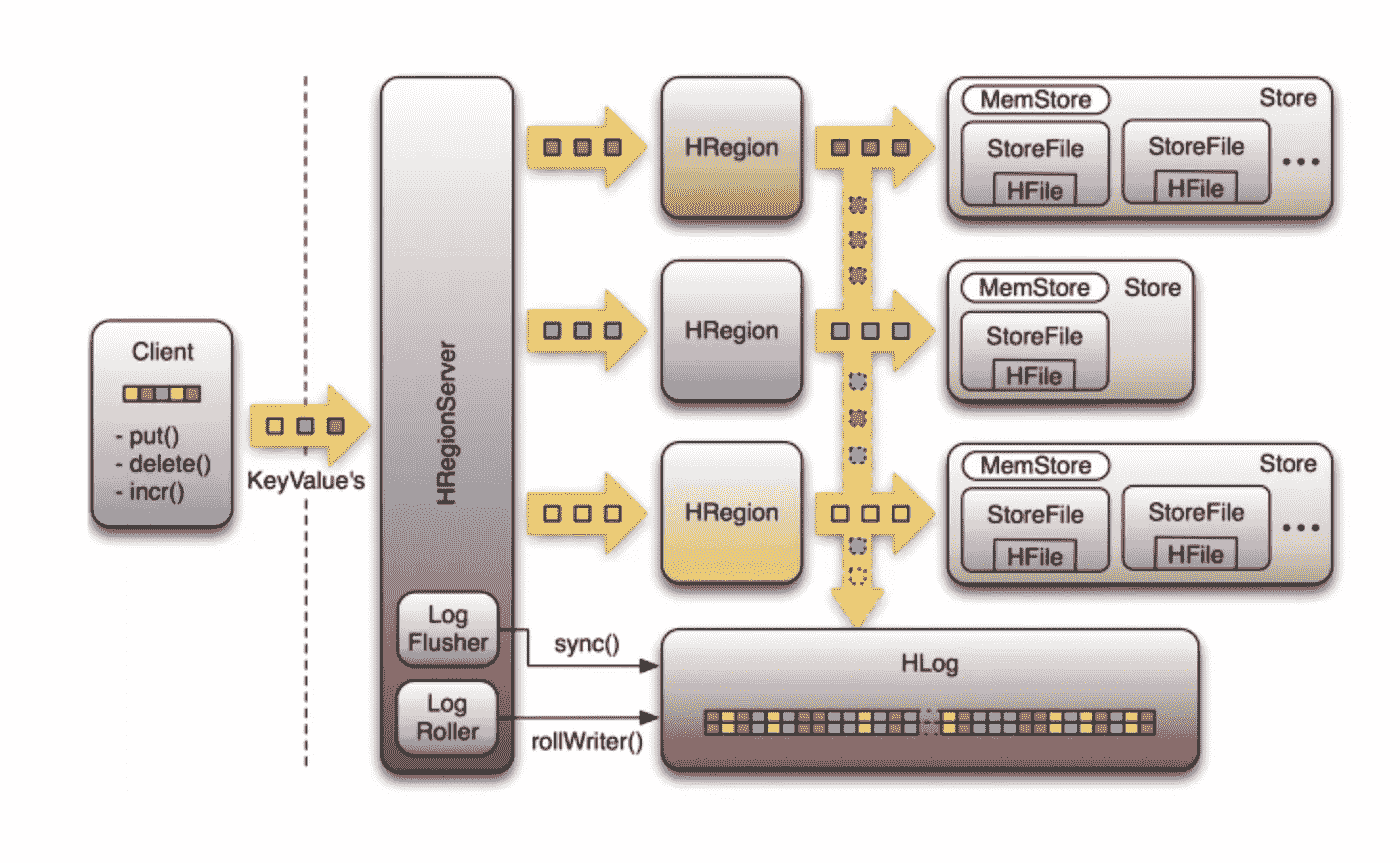 Client
- put()
- delete()
- incr()
KeyValue's
HRegionServer
Log
Flusher
Log
Roller
sync()
rollWriter()
HRegion
MemStore
Store
StoreFile
HFile
StoreFile
HFile
...
HRegion
MemStore
Store
StoreFile
HFile
HRegion
MemStore
Store
StoreFile
HFile
StoreFile
HFile
...
HLog